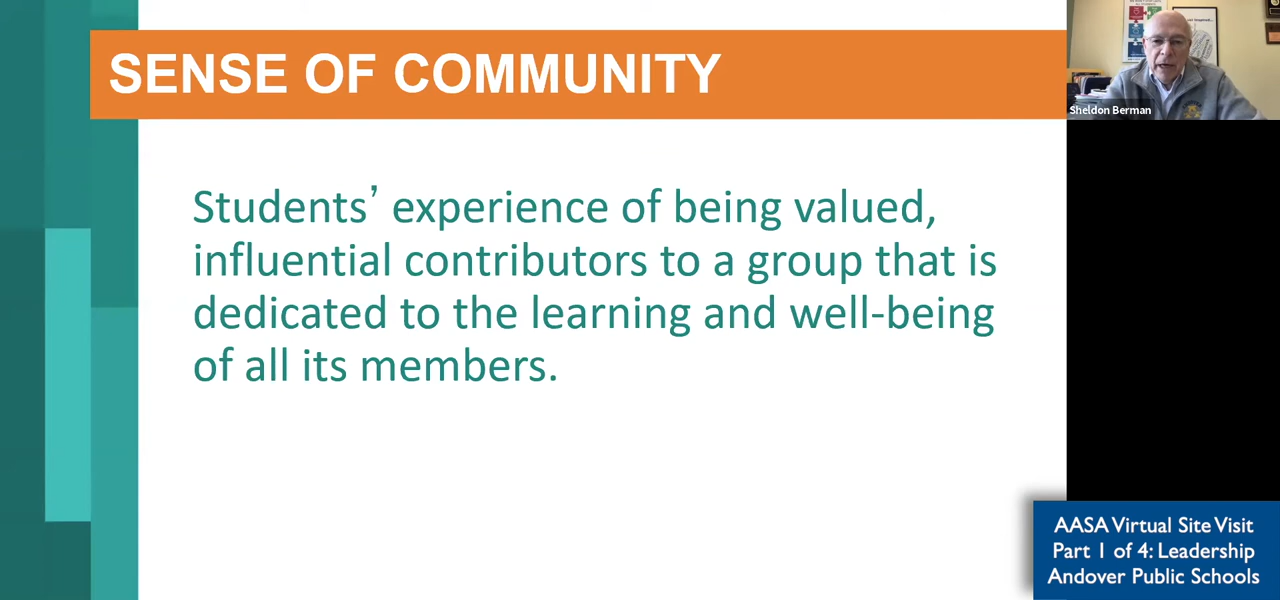 SENSE OF COMMUNITY
Students’ experience of being valued,
influential contributors to a group that is
dedicated to the learning and well-being
of all its members.
Sheldon Berman
AASA Virtual Site Visit
Part 1 of 4: Leadership
Andover Public Schools